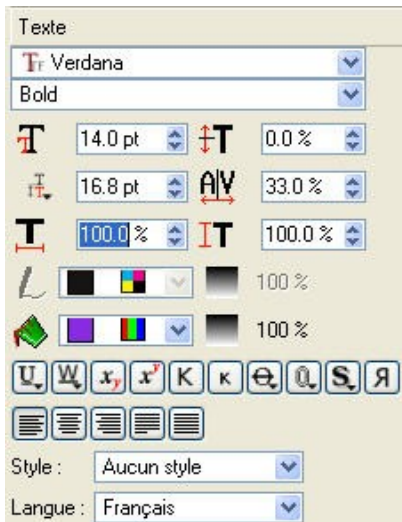 Texte
Verdana
Bold
14.0 pt 0.0 %
16.8 pt 33.0 %
100.0 % 100.0 %
100 %
100 %
Style : Aucun style
Langue : Français